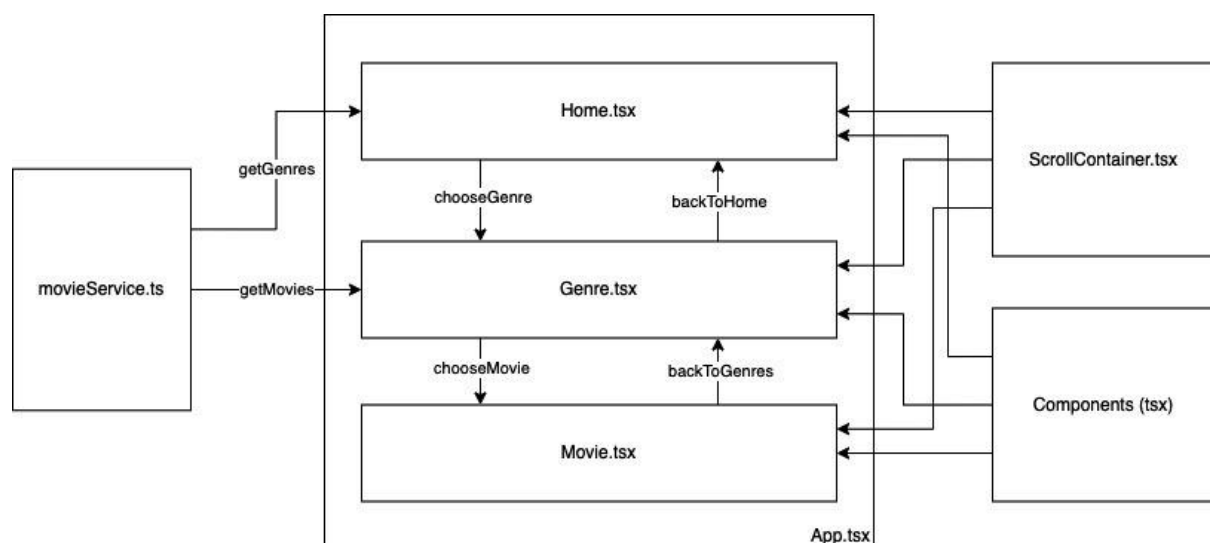 Home.tsx
ScrollContainer.tsx
getGenres
chooseGenre
backToHome
movieService.ts
getMovies
Genre.tsx
chooseMovie
backToGenres
Components (tsx)
Movie.tsx
App.tsx